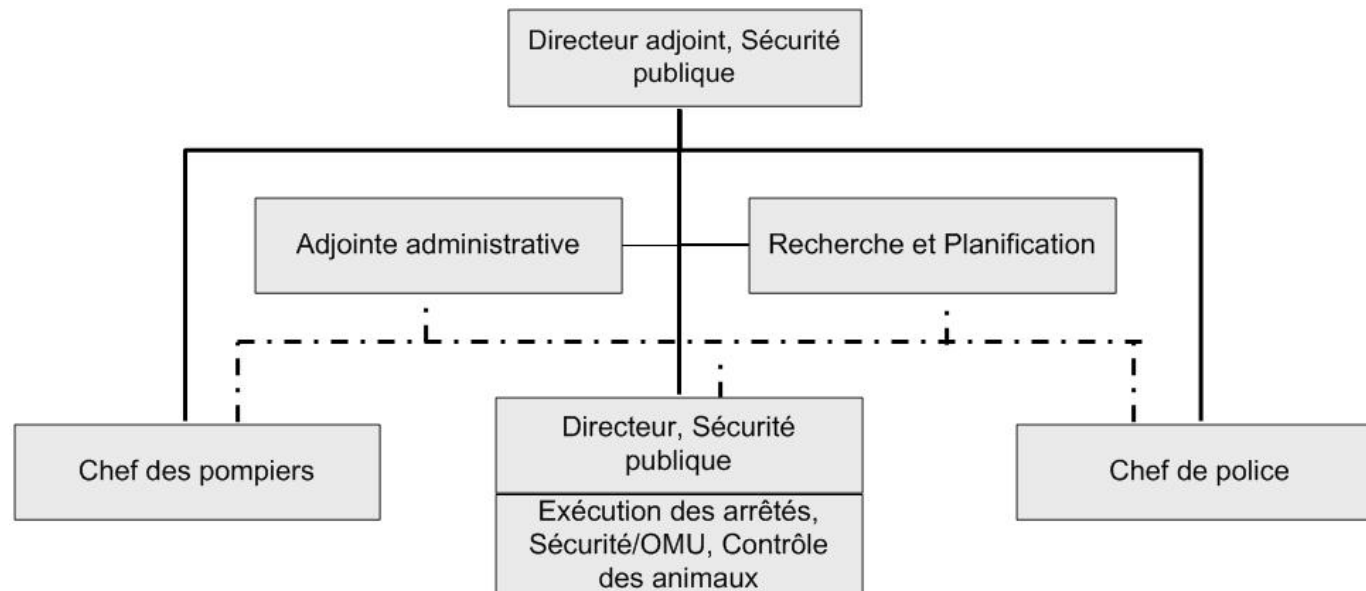 Directeur adjoint, Sécurité
publique
Adjointe administrative
Recherche et Planification
Chef des pompiers
Directeur, Sécurité
publique
Chef de police
Exécution des arrêtés,
Sécurité/OMU, Contrôle
des animaux